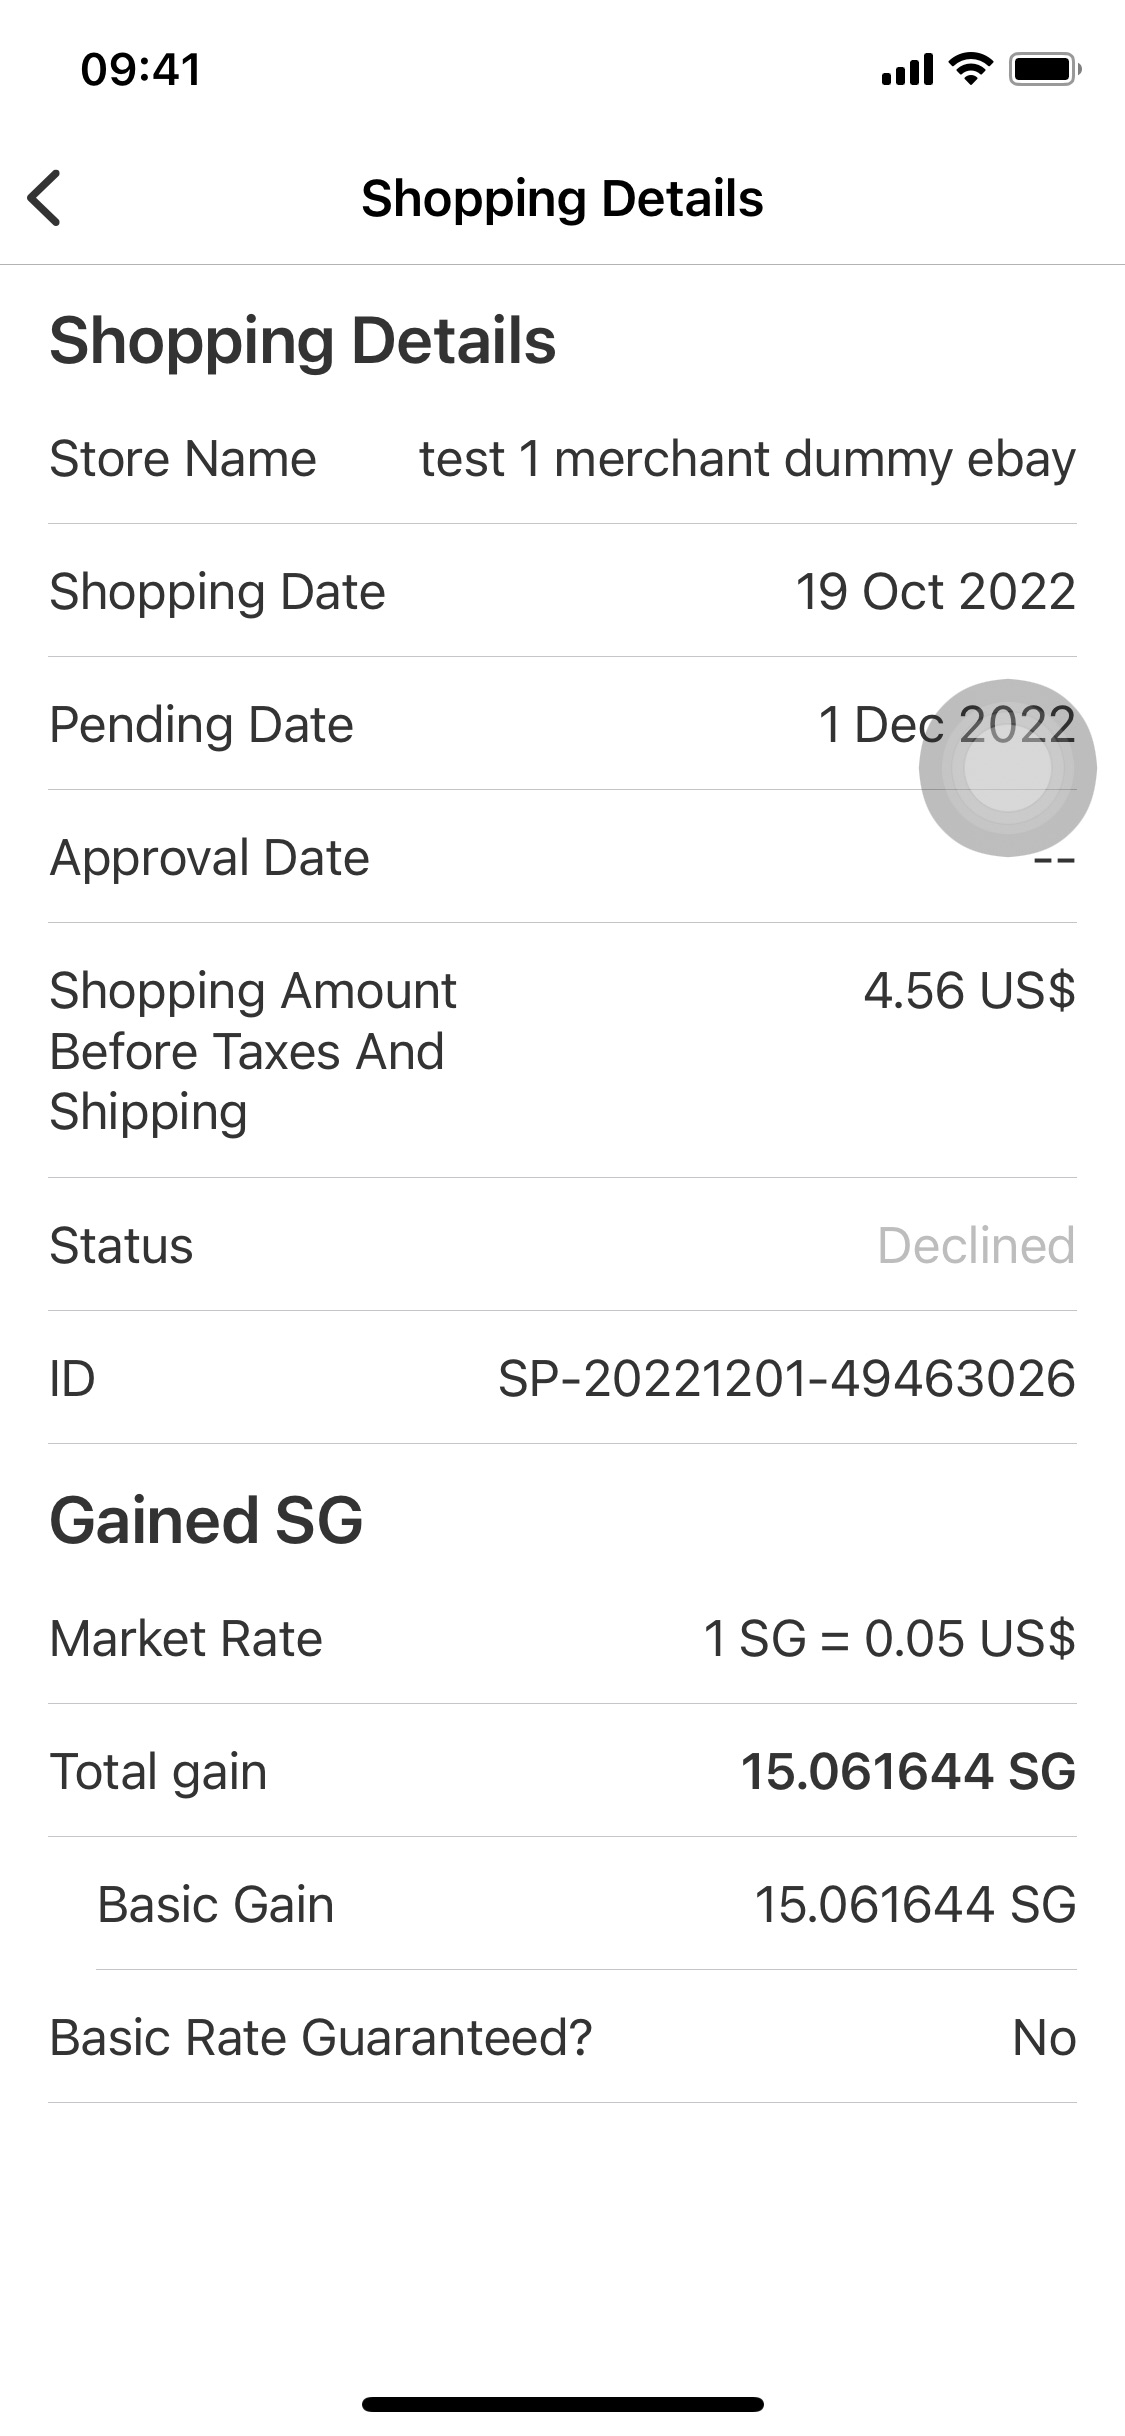 09:41
Shopping Details
Shopping Details
Store Name test 1 merchant dummy ebay
Shopping Date 19 Oct 2022
Pending Date 1 Dec 2022
Approval Date --
Shopping Amount 4.56 US$
Before Taxes And
Shipping
Status Declined
ID SP-20221201-49463026
Gained SG
Market Rate 1 SG = 0.05 US$
Total gain 15.061644 SG
Basic Gain 15.061644 SG
Basic Rate Guaranteed? No